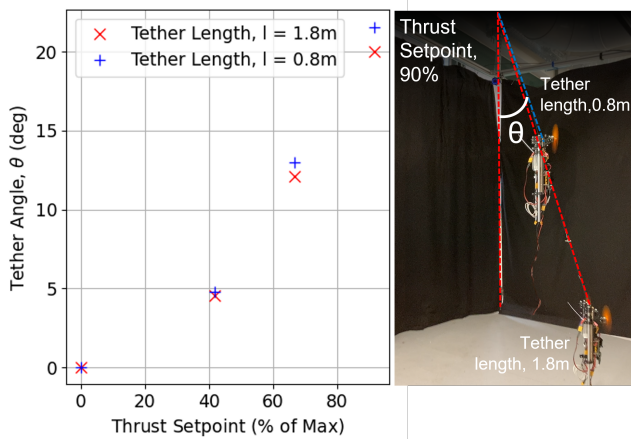 Tether Length, l = 1.8m
Tether Length, l = 0.8m
20
15
10
5
0
Tether Angle, θ (deg)
0
20
40
60
80
Thrust Setpoint (% of Max)
Thrust
Setpoint,
90%
Tether
length,0.8m
θ
Tether
length, 1.8m